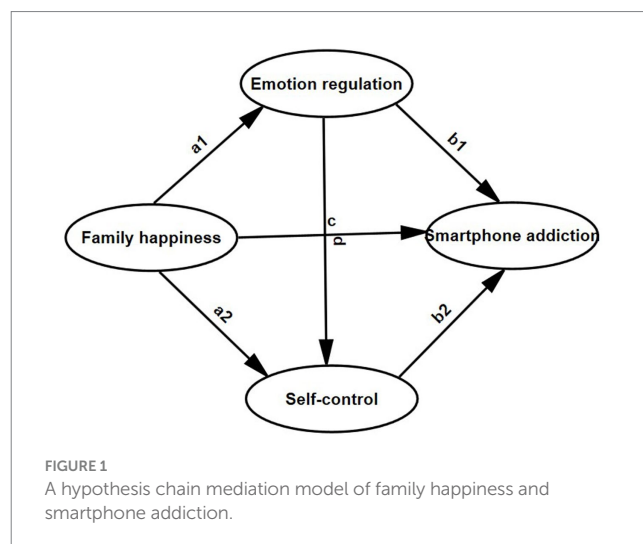 Emotion regulation
a1
b1
Family happiness
c
Smartphone addiction
d
a2
b2
Self-control
FIGURE 1
A hypothesis chain mediation model of family happiness and
smartphone addiction.